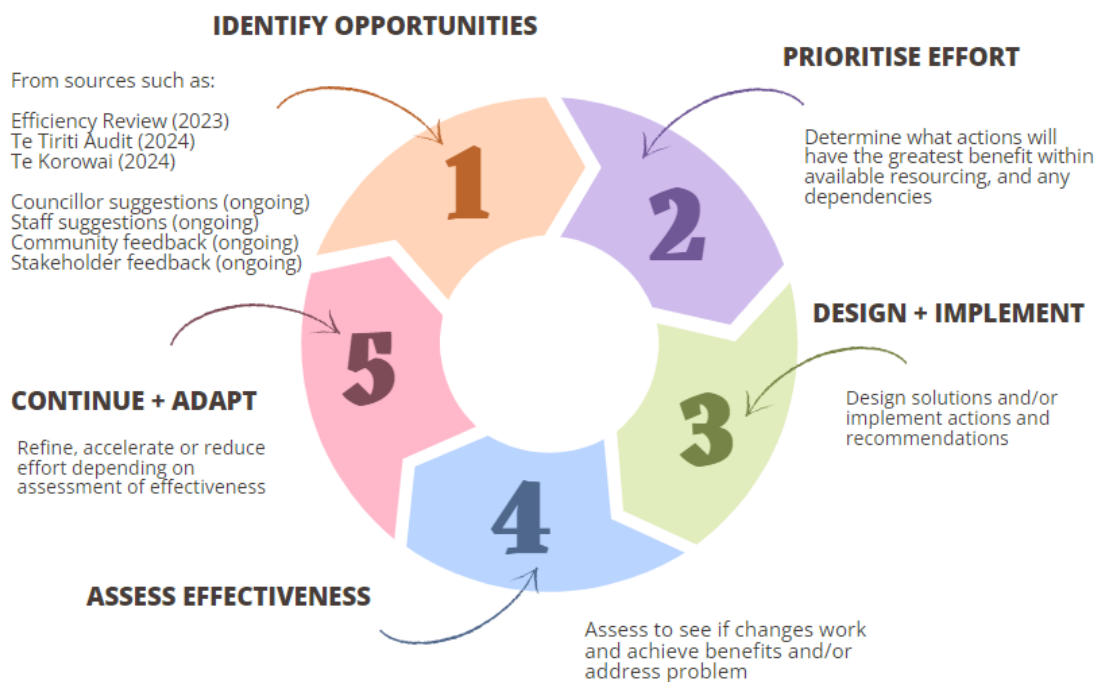 IDENTIFY OPPORTUNITIES
From sources such as:
Efficiency Review (2023)
Te Tiriti Audit (2024)
Te Korowai (2024)
Councillor suggestions (ongoing)
Staff suggestions (ongoing)
Community feedback (ongoing)
Stakeholder feedback (ongoing)
1
PRIORITISE EFFORT
Determine what actions will
have the greatest benefit within
available resourcing, and any
dependencies
2
DESIGN + IMPLEMENT
Design solutions and/or
implement actions and
recommendations
3
ASSESS EFFECTIVENESS
Assess to see if changes work
and achieve benefits and/or
address problem
4
CONTINUE + ADAPT
Refine, accelerate or reduce
effort depending on
assessment of effectiveness
5